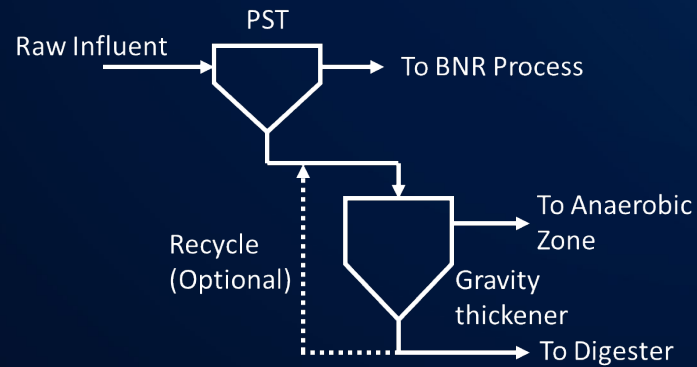 PST
Raw Influent
To BNR Process
To Anaerobic
Zone
Recycle
(Optional)
Gravity
thickener
To Digester